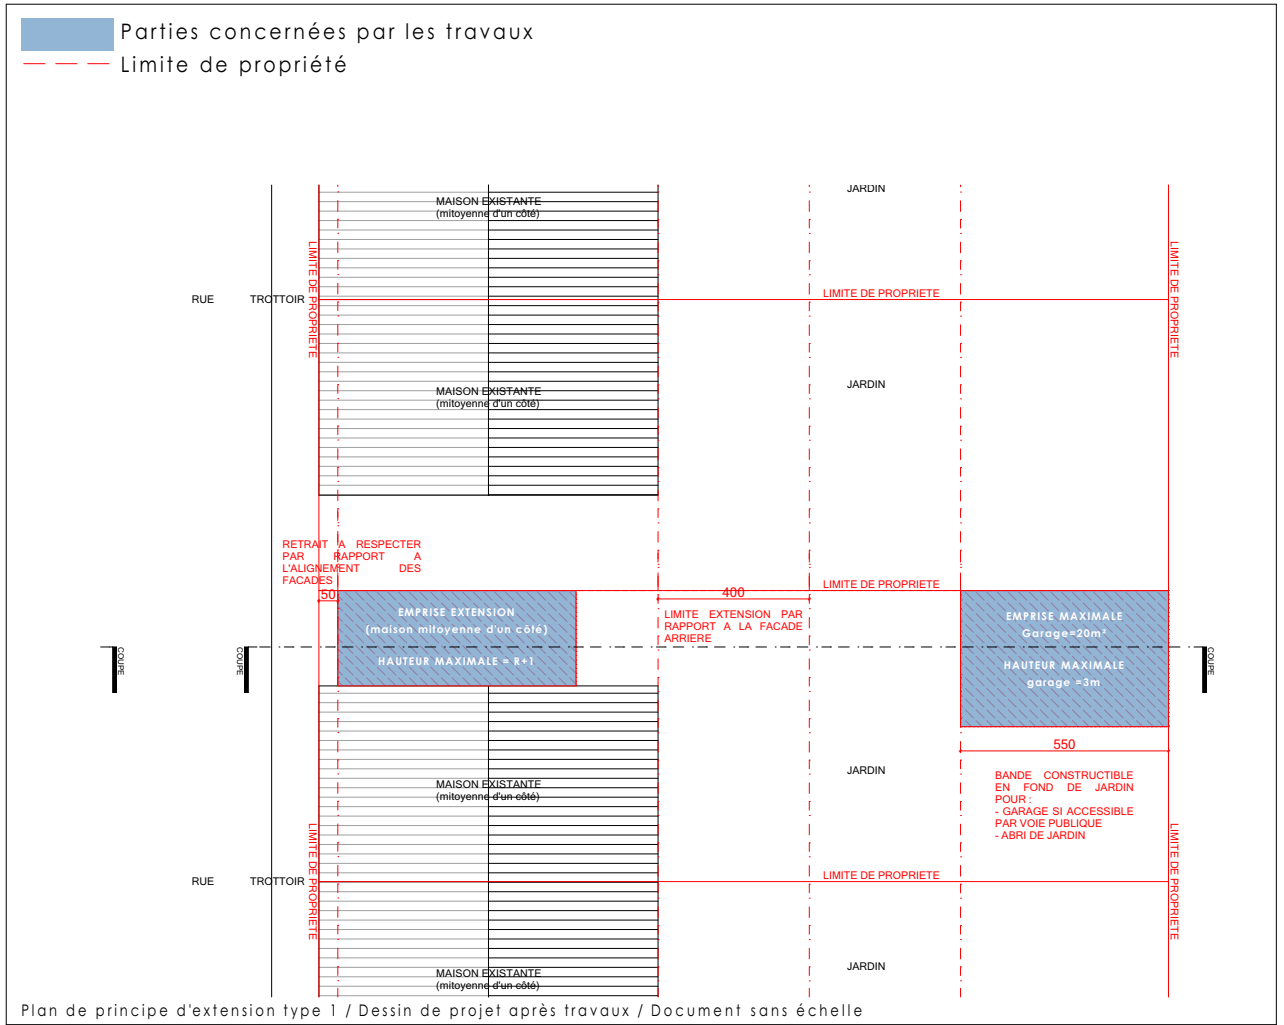 Parties concernées par les travaux
Limite de propriété
JARDIN
MAISON EXISTANTE
(mitoyenne d'un côté)
LIMITE DE PROPRIETE
LIMITE DE PROPRIETE
RUE
TROTTOIR
LIMITE DE PROPRIETE
MAISON EXISTANTE
(mitoyenne d'un côté)
JARDIN
RETRAIT A RESPECTER
PAR RAPPORT A
L'ALIGNEMENT DES
FACADES
50
400
LIMITE DE PROPRIETE
EMPRISE EXTENSION
(maison mitoyenne d'un côté)
HAUTEUR MAXIMALE = R+1
LIMITE EXTENSION PAR
RAPPORT A LA FACADE
ARRIERE
EMPRISE MAXIMALE
Garage=20m²
HAUTEUR MAXIMALE
garage =3m
COUPE
COUPE
COUPE
550
MAISON EXISTANTE
(mitoyenne d'un côté)
JARDIN
BANDE CONSTRUCTIBLE
EN FOND DE JARDIN
POUR :
- GARAGE SI ACCESSIBLE
PAR VOIE PUBLIQUE
- ABRI DE JARDIN
LIMITE DE PROPRIETE
LIMITE DE PROPRIETE
RUE
TROTTOIR
LIMITE DE PROPRIETE
MAISON EXISTANTE
(mitoyenne d'un côté)
JARDIN
Plan de principe d'extension type 1 / Dessin de projet après travaux / Document sans échelle